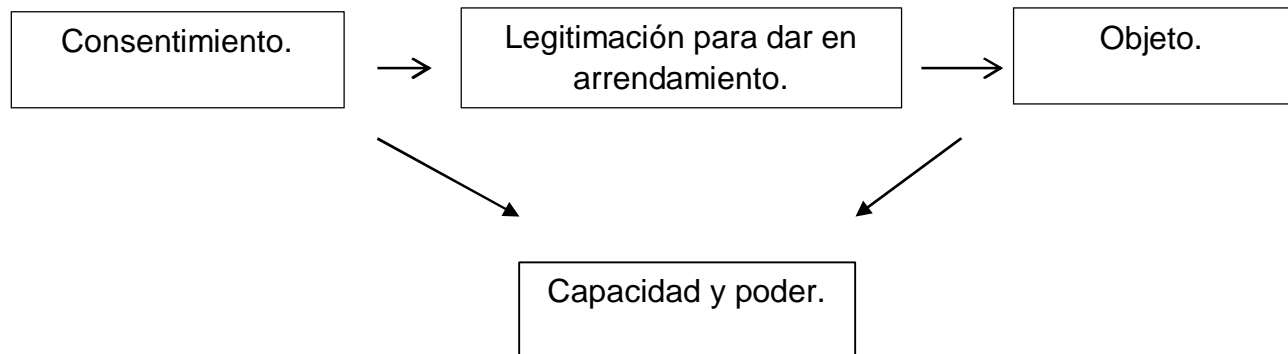 Consentimiento.
Legitimación para dar en
arrendamiento.
Objeto.
Capacidad y poder.